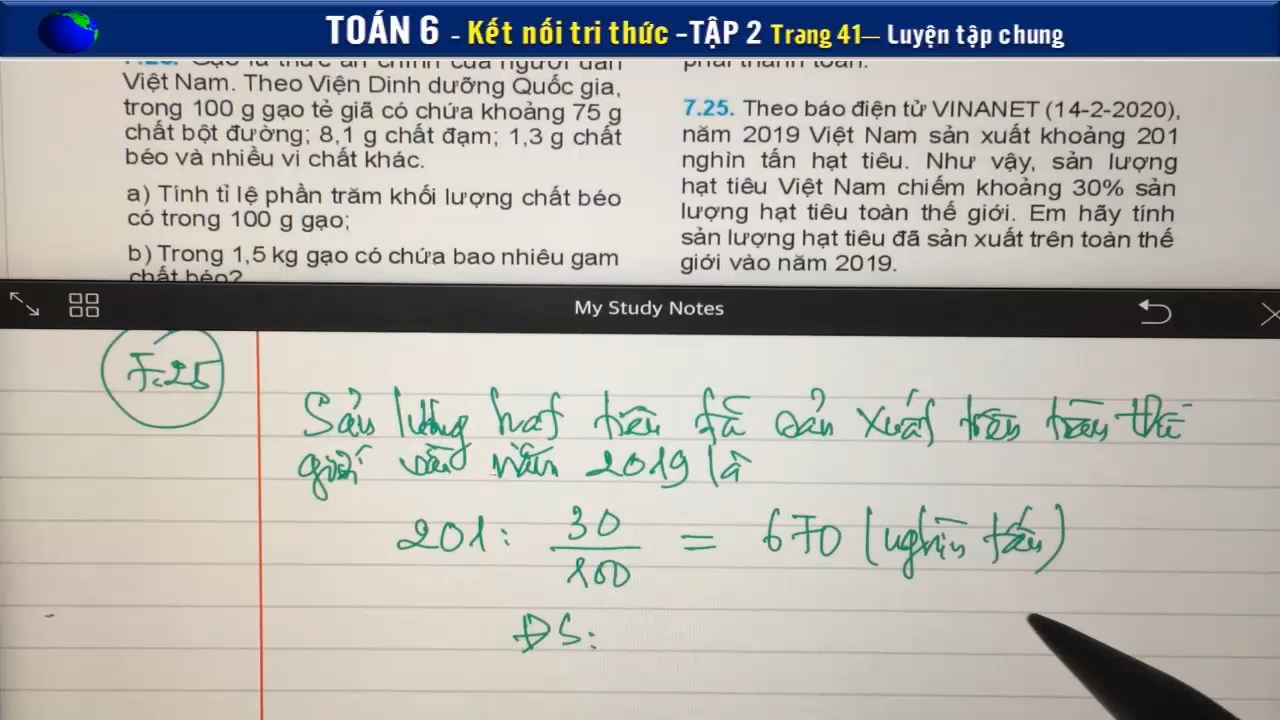 TOÁN 6 - Kết nối tri thức –TẬP 2 Trang 41– Luyện tập chung
Việt Nam. Theo Viện Dinh dưỡng Quốc gia,
trong 100 g gạo tẻ giã có chứa khoảng 75 g
chất bột đường; 8,1 g chất đạm; 1,3 g chất
béo và nhiều vi chất khác.
a) Tính tỉ lệ phần trăm khối lượng chất béo
có trong 100 g gạo;
b) Trong 1,5 kg gạo có chứa bao nhiêu gam
chất béo?
phải thanh toán.
7.25. Theo báo điện tử VINANET (14-2-2020),
năm 2019 Việt Nam sản xuất khoảng 201
nghìn tấn hạt tiêu. Như vậy, sản lượng
hạt tiêu Việt Nam chiếm khoảng 30% sản
lượng hạt tiêu toàn thế giới. Em hãy tính
sản lượng hạt tiêu đã sản xuất trên toàn thế
giới vào năm 2019.
My Study Notes
7.25
Sản lượng hạt tiêu đã sản xuất trên toàn thế
giới vào năm 2019 là
201 : 30/100 = 670 (nghìn tấn)
ĐS: